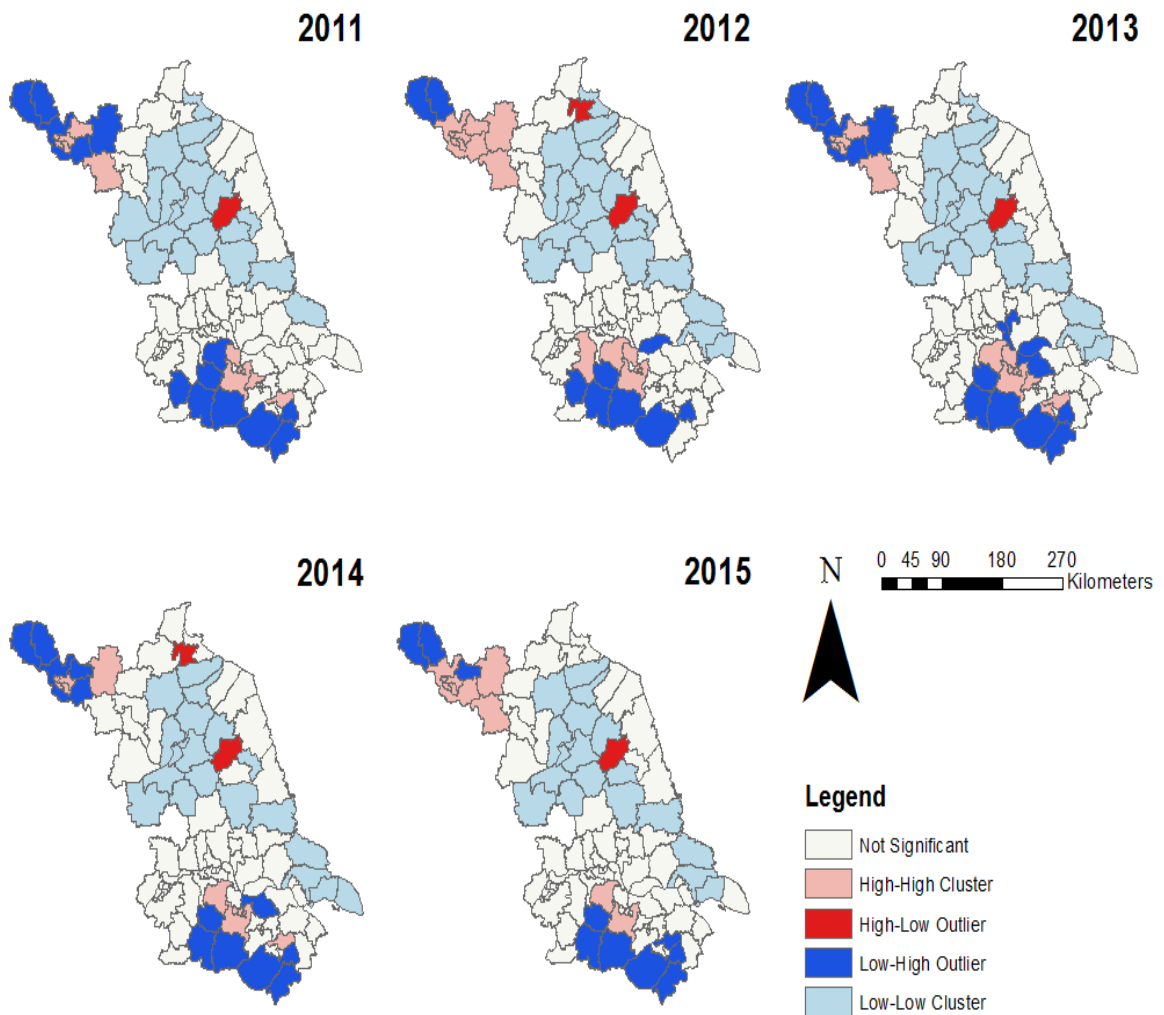 2011
2012
2013
2014
2015
N
0 45 90 180 270
Kilometers
Legend
Not Significant
High-High Cluster
High-Low Outlier
Low-High Outlier
Low-Low Cluster